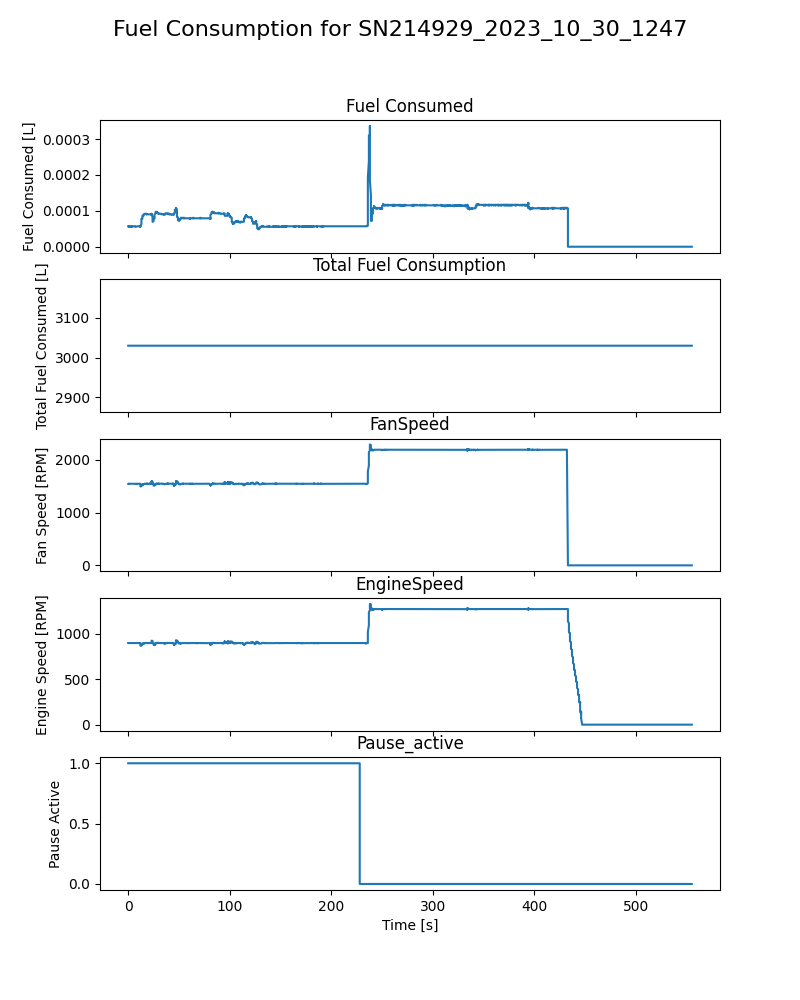 Fuel Consumption for SN214929_2023_10_30_1247
Fuel Consumed
Fuel Consumed [L]
0.0003
0.0002
0.0001
0.0000
Total Fuel Consumption
Total Fuel Consumed [L]
3100
3000
2900
FanSpeed
Fan Speed [RPM]
2000
1000
0
EngineSpeed
Engine Speed [RPM]
1000
500
0
Pause_active
Pause Active
1.0
0.5
0.0
0 100 200 300 400 500
Time [s]